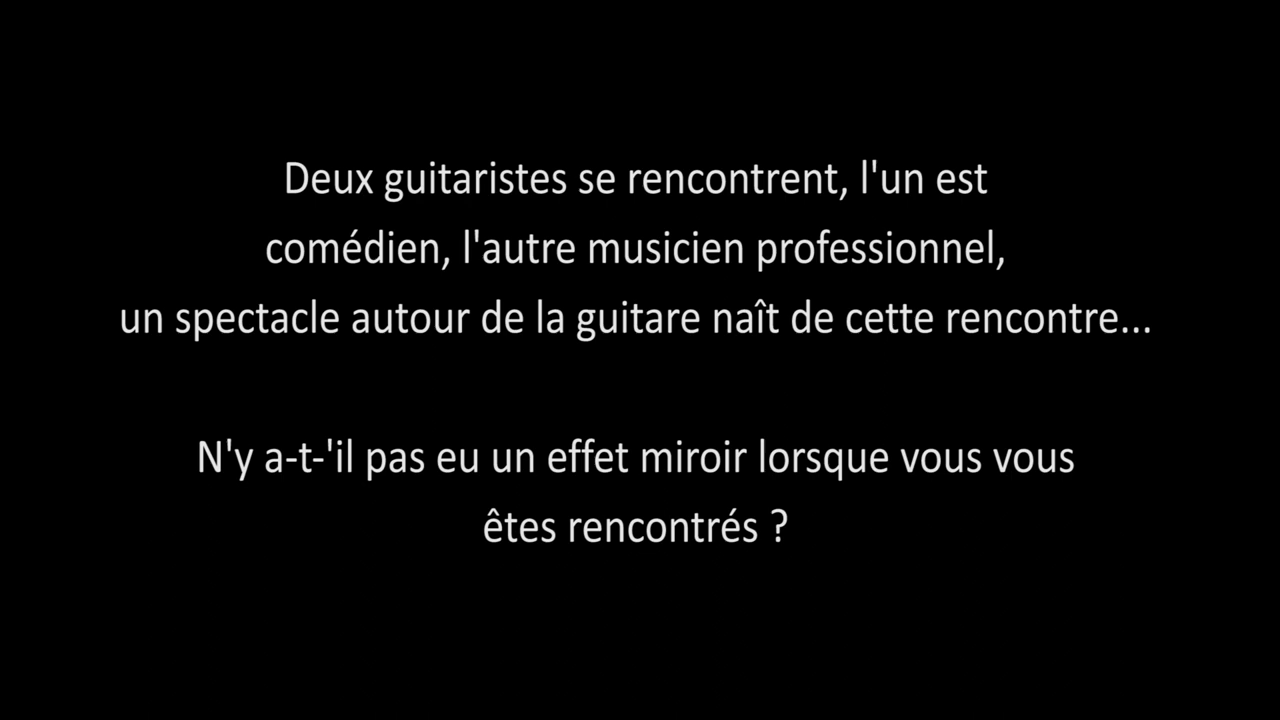 Deux guitaristes se rencontrent, l'un est
comédien, l'autre musicien professionnel,
un spectacle autour de la guitare naît de cette rencontre...
N'y a-t-'il pas eu un effet miroir lorsque vous vous
êtes rencontrés ?